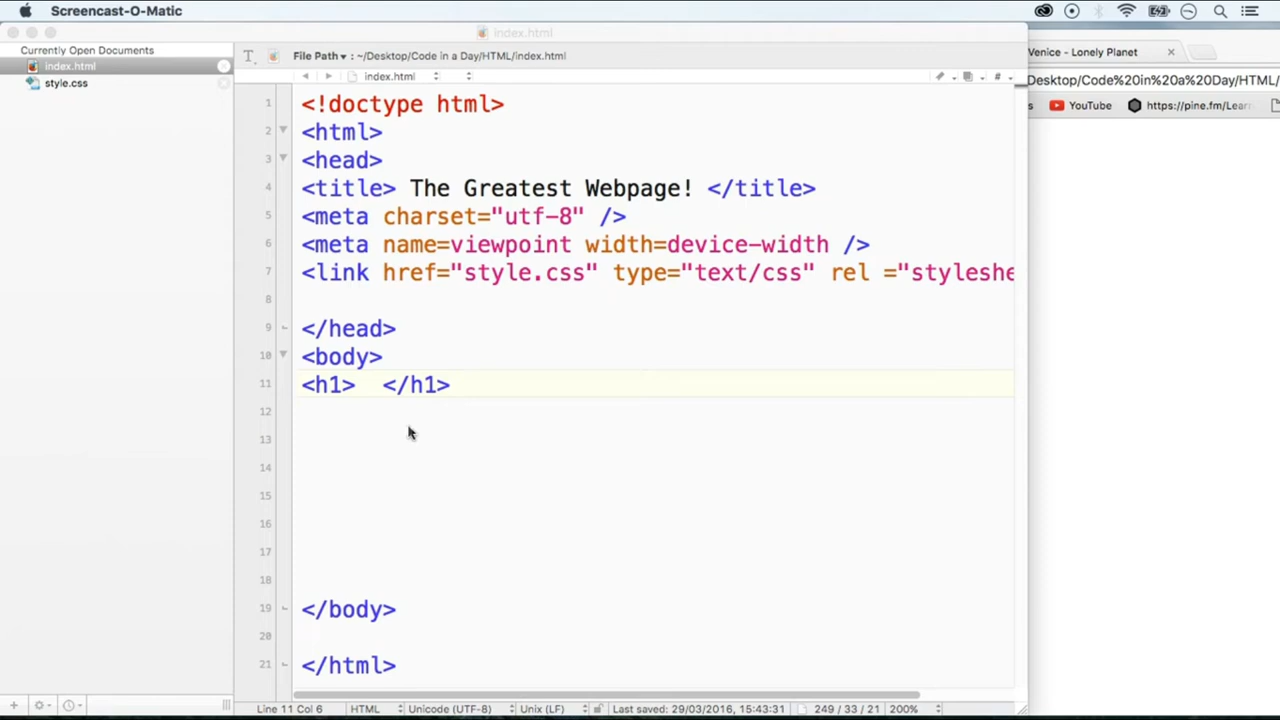 Screencast-O-Matic
index.html
Currently Open Documents
index.html
style.css
File Path ▾ : ~/Desktop/Code in a Day/HTML/index.html
index.html
1 <!doctype html>
2 <html>
3 <head>
4 <title> The Greatest Webpage! </title>
5 <meta charset="utf-8" />
6 <meta name=viewpoint width=device-width />
7 <link href="style.css" type="text/css" rel ="styleshe
8
9 </head>
10 <body>
11 <h1>  </h1>
12
13
14
15
16
17
18
19 </body>
20
21 </html>
Line 11 Col 6 HTML Unicode (UTF-8) Unix (LF) Last saved: 29/03/2016, 15:43:31 249 / 33 / 21 200%
Venice - Lonely Planet
Desktop/Code%20in%20a%20Day/HTML/
s YouTube https://pine.fm/Learn